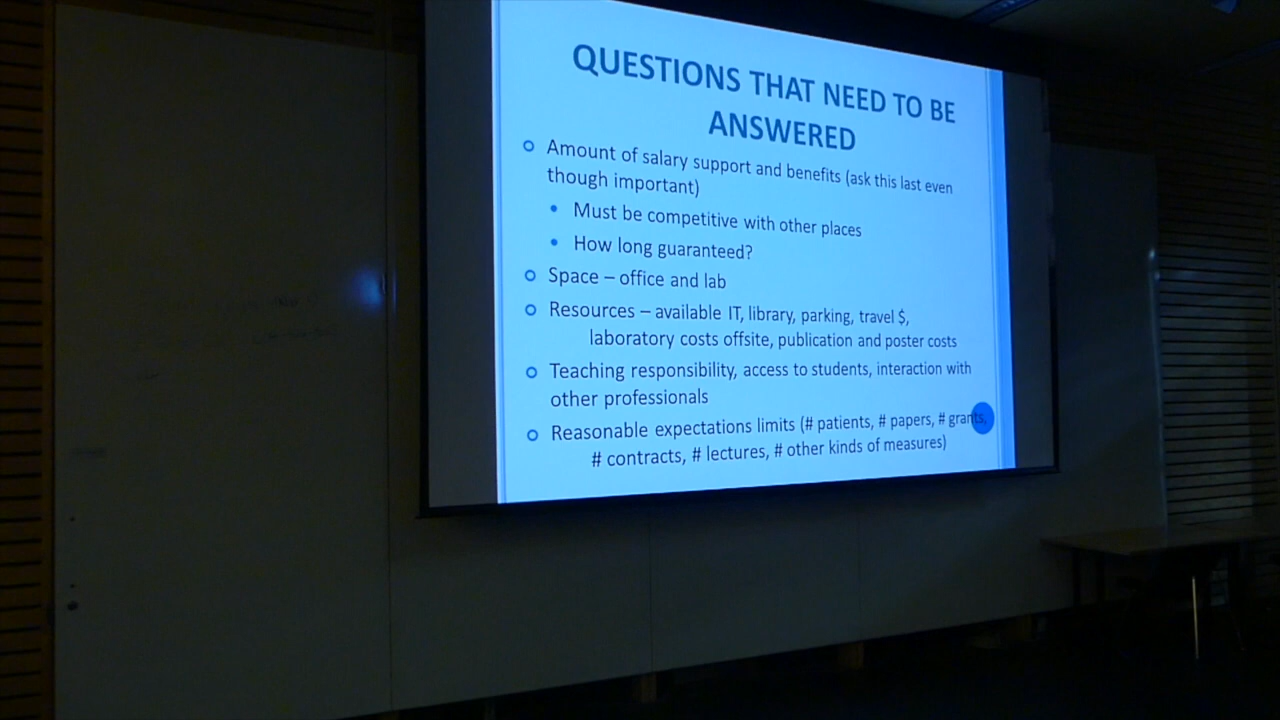 QUESTIONS THAT NEED TO BE
ANSWERED
Amount of salary support and benefits (ask this last even
though important)
Must be competitive with other places
How long guaranteed?
Space – office and lab
Resources – available IT, library, parking, travel $,
laboratory costs offsite, publication and poster costs
Teaching responsibility, access to students, interaction with
other professionals
Reasonable expectations limits (# patients, # papers, # grants,
# contracts, # lectures, # other kinds of measures)